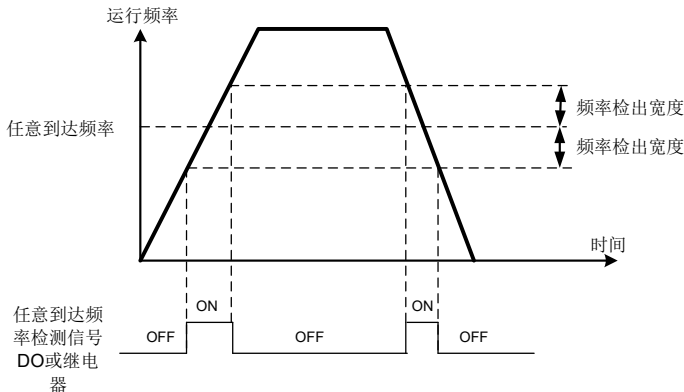 运行频率
频率检出宽度
任意到达频率
频率检出宽度
时间
任意到达频
率检测信号
DO或继电
器
OFF
ON
OFF
ON
OFF